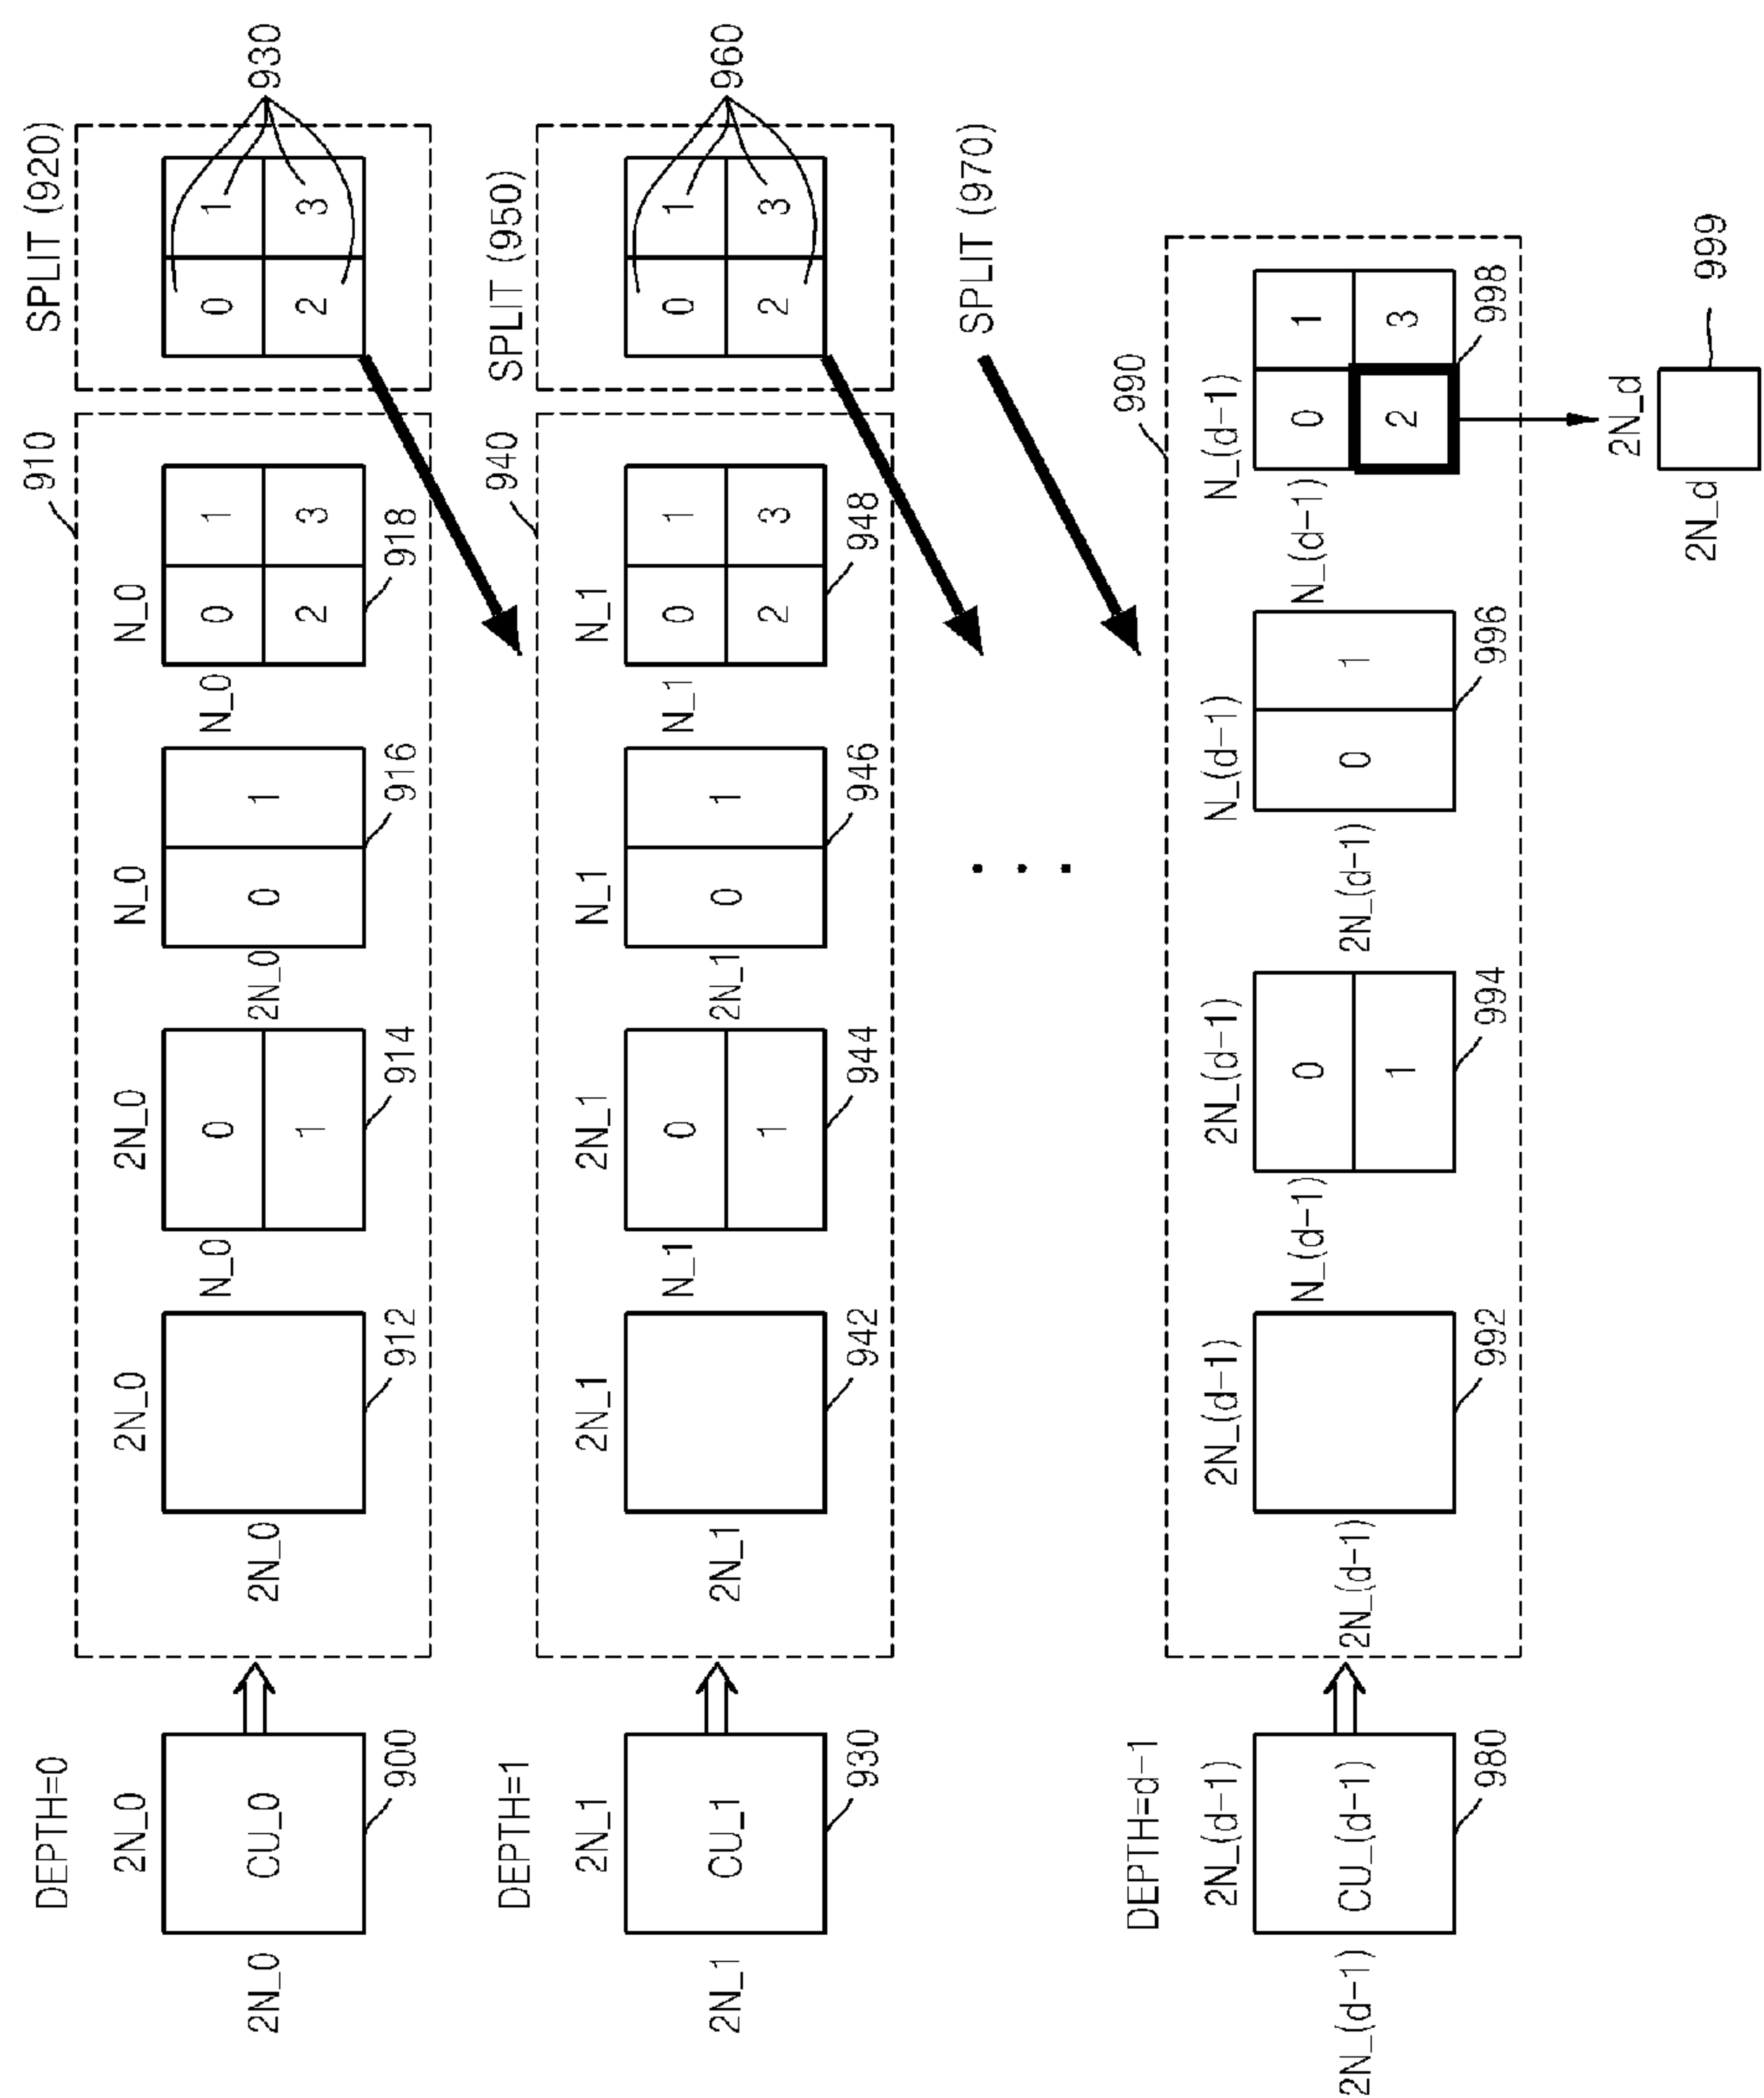 DEPTH=0
2N_0
2N_0
CU_0
900
910
2N_0
2N_0
912
2N_0
N_0
0
1
914
N_0
2N_0
0
1
916
N_0
N_0
0
1
2
3
918
SPLIT (920)
0
1
2
3
930
DEPTH=1
2N_1
2N_1
CU_1
930
940
2N_1
2N_1
942
2N_1
N_1
0
1
944
N_1
2N_1
0
1
946
N_1
N_1
0
1
2
3
948
SPLIT (950)
0
1
2
3
960
SPLIT (970)
DEPTH=d-1
2N_(d-1)
2N_(d-1)
CU_(d-1)
980
990
2N_(d-1)
2N_(d-1)
992
2N_(d-1)
N_(d-1)
0
1
994
N_(d-1)
2N_(d-1)
0
1
996
N_(d-1)
N_(d-1)
0
1
2
3
998
2N_d
2N_d
999